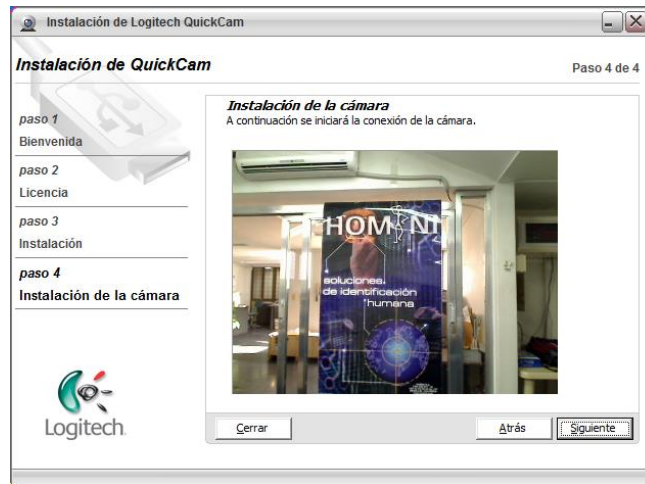 Instalación de Logitech QuickCam
Instalación de QuickCam
Paso 4 de 4
paso 1
Bienvenida
paso 2
Licencia
paso 3
Instalación
paso 4
Instalación de la cámara
Logitech
Instalación de la cámara
A continuación se iniciará la conexión de la cámara.
HOMINI
soluciones
de identificación
humana
Cerrar
Atrás
Siguiente